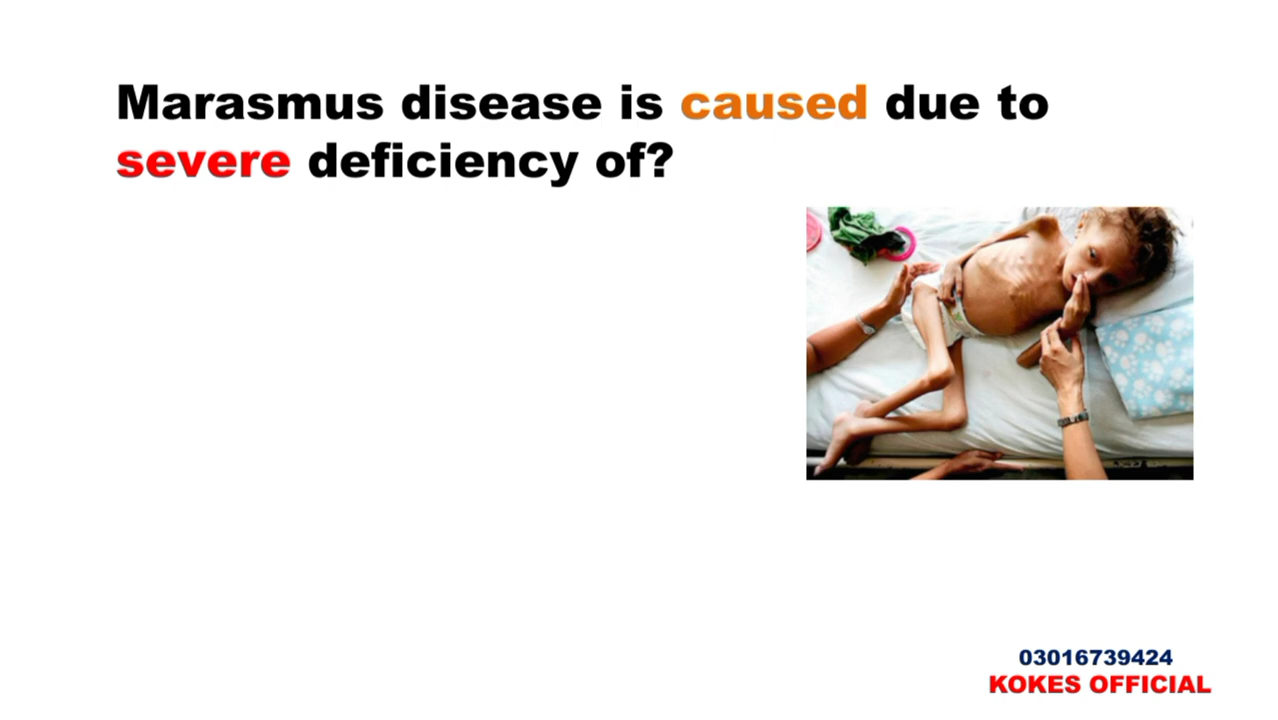 Marasmus disease is caused due to
severe deficiency of?
03016739424
KOKES OFFICIAL